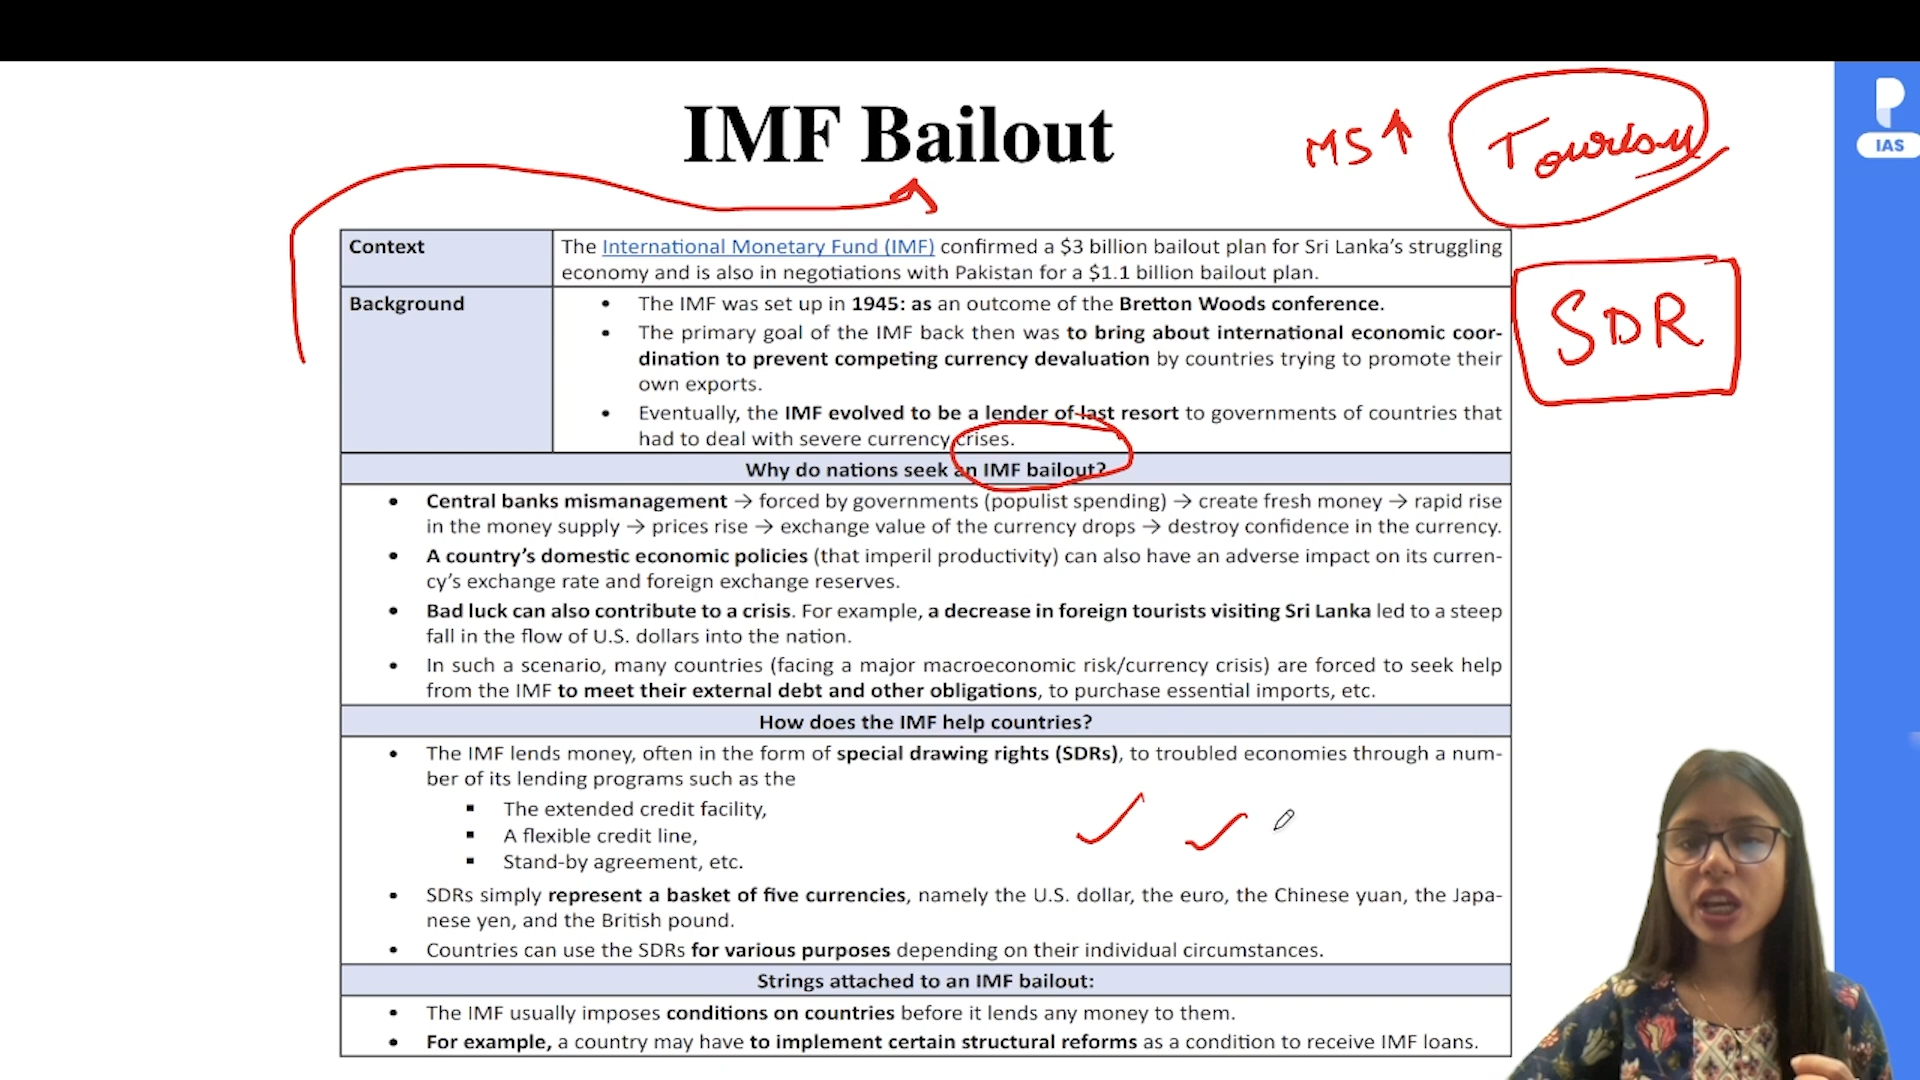 IMF Bailout
MS↑
Tourism
IAS
Context
The International Monetary Fund (IMF) confirmed a $3 billion bailout plan for Sri Lanka's struggling
economy and is also in negotiations with Pakistan for a $1.1 billion bailout plan.
SDR
Background
• The IMF was set up in 1945: as an outcome of the Bretton Woods conference.
• The primary goal of the IMF back then was to bring about international economic coor-
dination to prevent competing currency devaluation by countries trying to promote their
own exports.
• Eventually, the IMF evolved to be a lender of last resort to governments of countries that
had to deal with severe currency crises.
Why do nations seek an IMF bailout?
• Central banks mismanagement → forced by governments (populist spending) → create fresh money → rapid rise
in the money supply → prices rise → exchange value of the currency drops → destroy confidence in the currency.
• A country's domestic economic policies (that imperil productivity) can also have an adverse impact on its curren-
cy's exchange rate and foreign exchange reserves.
• Bad luck can also contribute to a crisis. For example, a decrease in foreign tourists visiting Sri Lanka led to a steep
fall in the flow of U.S. dollars into the nation.
• In such a scenario, many countries (facing a major macroeconomic risk/currency crisis) are forced to seek help
from the IMF to meet their external debt and other obligations, to purchase essential imports, etc.
How does the IMF help countries?
• The IMF lends money, often in the form of special drawing rights (SDRs), to troubled economies through a num-
ber of its lending programs such as the
▪ The extended credit facility,
▪ A flexible credit line,
▪ Stand-by agreement, etc.
• SDRs simply represent a basket of five currencies, namely the U.S. dollar, the euro, the Chinese yuan, the Japa-
nese yen, and the British pound.
• Countries can use the SDRs for various purposes depending on their individual circumstances.
Strings attached to an IMF bailout:
• The IMF usually imposes conditions on countries before it lends any money to them.
• For example, a country may have to implement certain structural reforms as a condition to receive IMF loans.